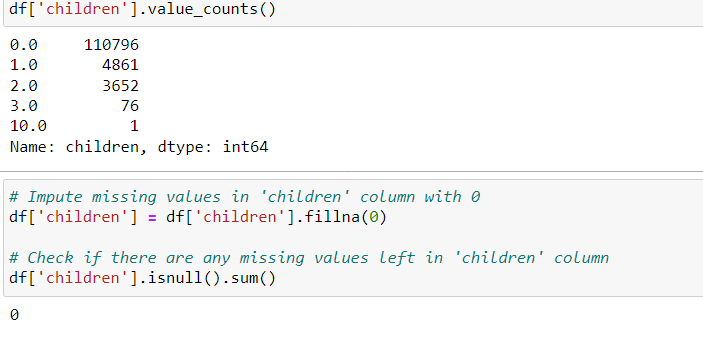 df['children'].value_counts()
0.0     110796
1.0       4861
2.0       3652
3.0         76
10.0         1
Name: children, dtype: int64
# Impute missing values in 'children' column with 0
df['children'] = df['children'].fillna(0)
# Check if there are any missing values left in 'children' column
df['children'].isnull().sum()
0